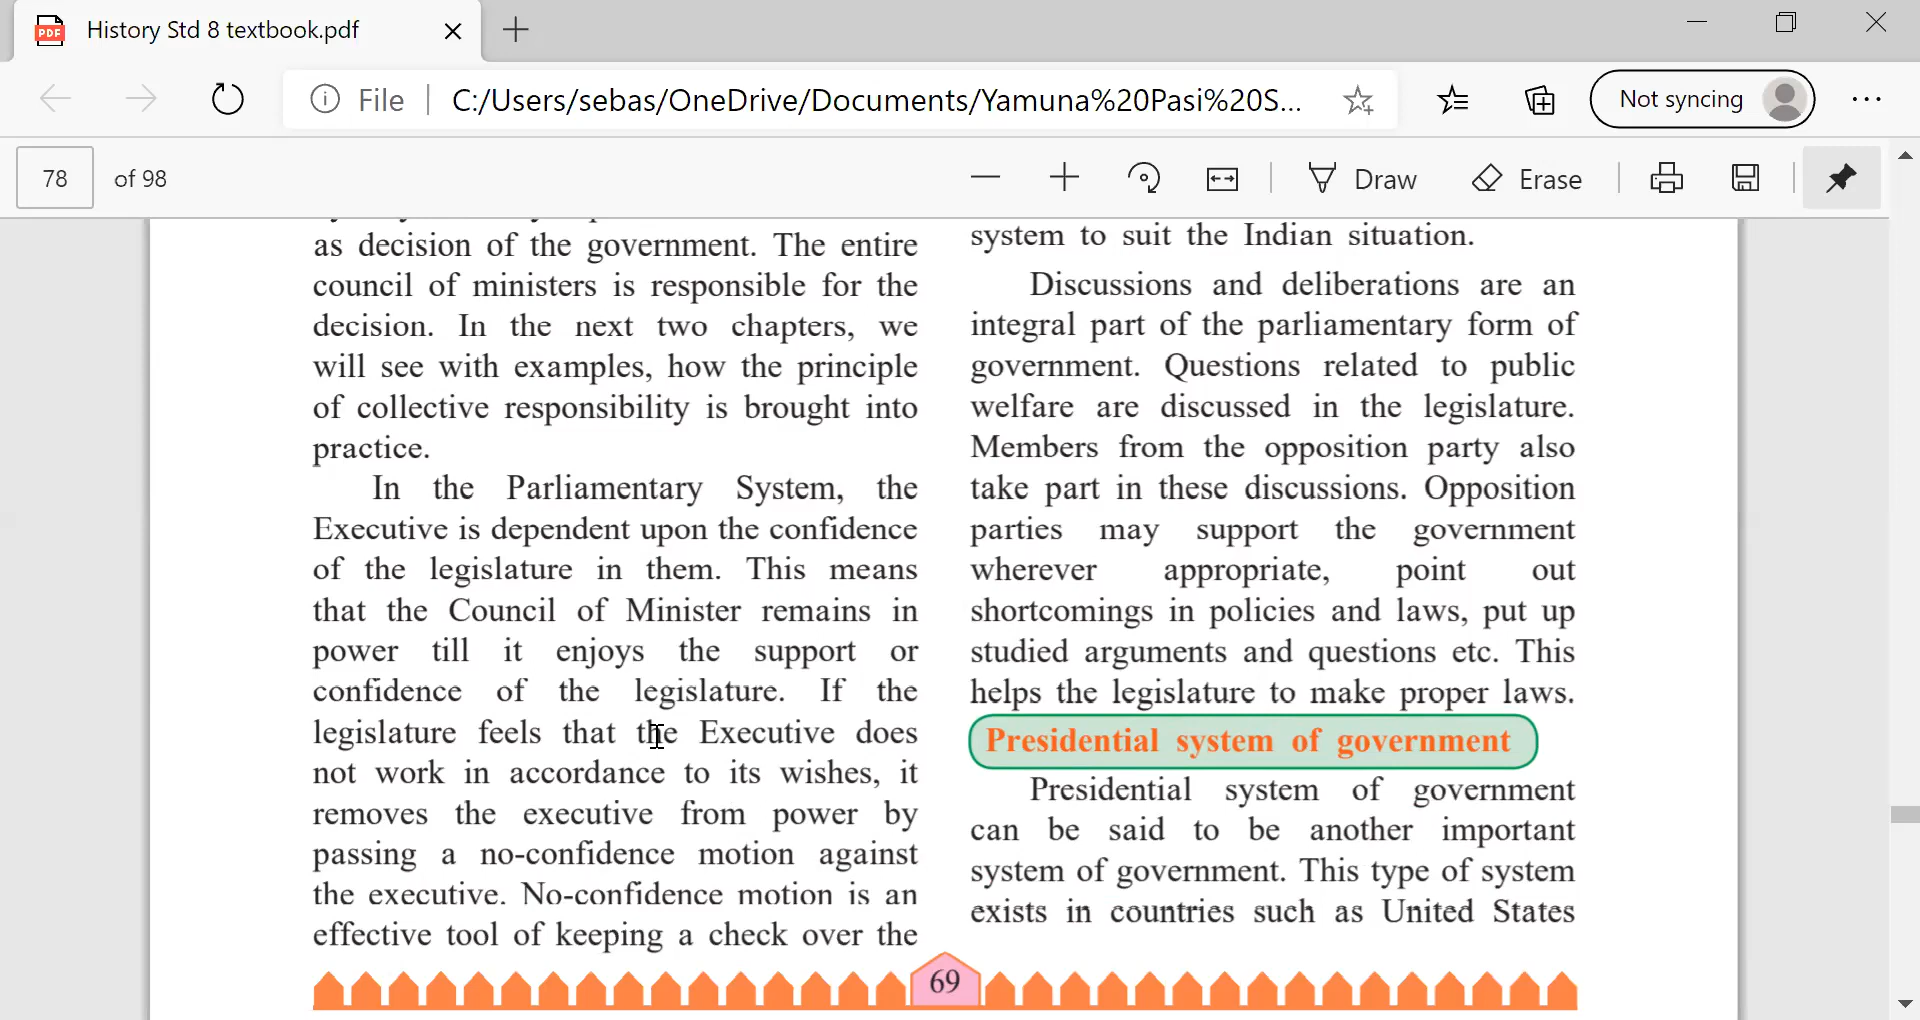 History Std 8 textbook.pdf
PDF
File
C:/Users/sebas/OneDrive/Documents/Yamuna%20Pasi%20S...
Not syncing
78
of 98
Draw
Erase
as decision of the government. The entire
council of ministers is responsible for the
decision. In the next two chapters, we
will see with examples, how the principle
of collective responsibility is brought into
practice.
In the Parliamentary System, the
Executive is dependent upon the confidence
of the legislature in them. This means
that the Council of Minister remains in
power till it enjoys the support or
confidence of the legislature. If the
legislature feels that the Executive does
not work in accordance to its wishes, it
removes the executive from power by
passing a no-confidence motion against
the executive. No-confidence motion is an
effective tool of keeping a check over the
system to suit the Indian situation.
Discussions and deliberations are an
integral part of the parliamentary form of
government. Questions related to public
welfare are discussed in the legislature.
Members from the opposition party also
take part in these discussions. Opposition
parties may support the government
wherever appropriate, point out
shortcomings in policies and laws, put up
studied arguments and questions etc. This
helps the legislature to make proper laws.
Presidential system of government
Presidential system of government
can be said to be another important
system of government. This type of system
exists in countries such as United States
69